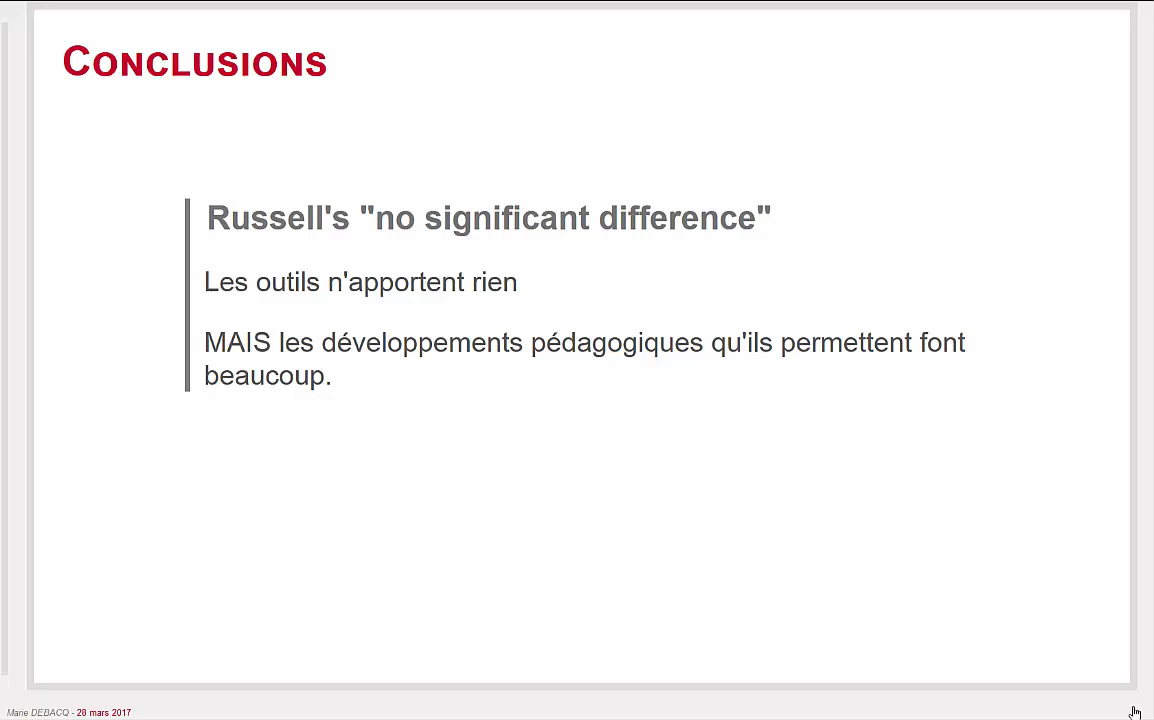 Conclusions
Russell's "no significant difference"
Les outils n'apportent rien
MAIS les développements pédagogiques qu'ils permettent font
beaucoup.
Marie DEBACQ - 28 mars 2017